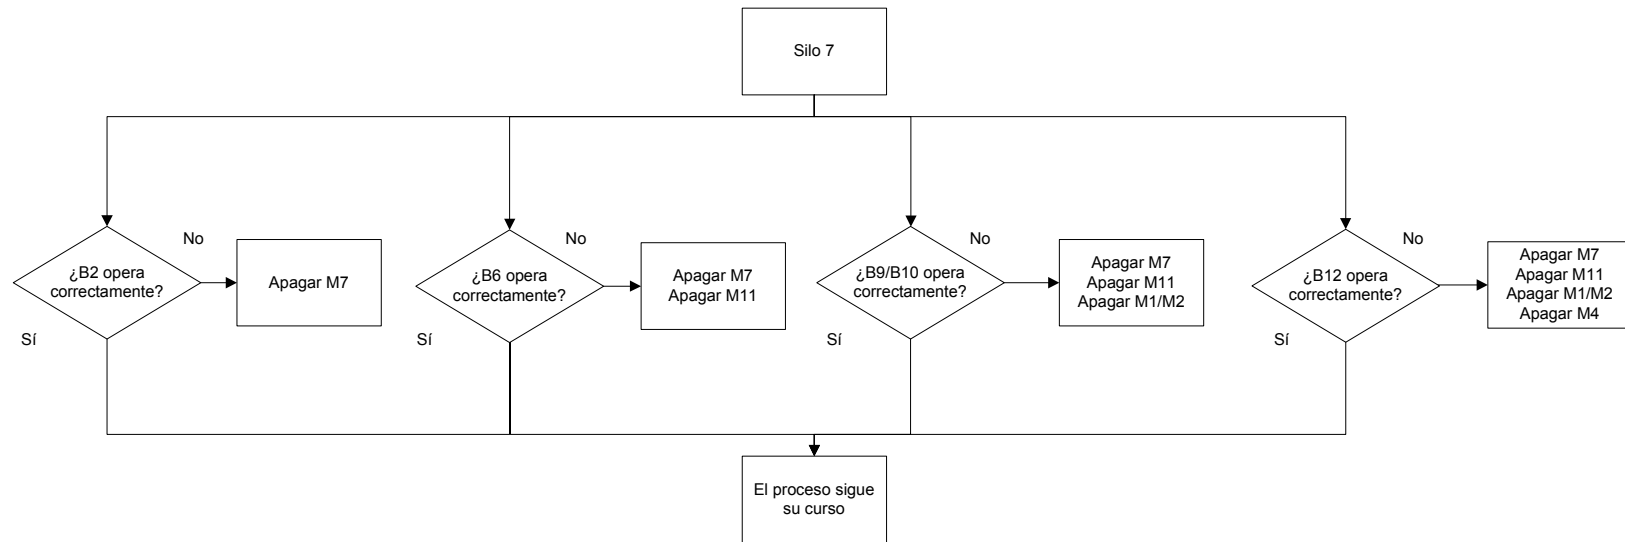 Silo 7
¿B2 opera
correctamente?
No
Sí
Apagar M7
¿B6 opera
correctamente?
No
Sí
Apagar M7
Apagar M11
¿B9/B10 opera
correctamente?
No
Sí
Apagar M7
Apagar M11
Apagar M1/M2
¿B12 opera
correctamente?
No
Sí
Apagar M7
Apagar M11
Apagar M1/M2
Apagar M4
El proceso sigue
su curso